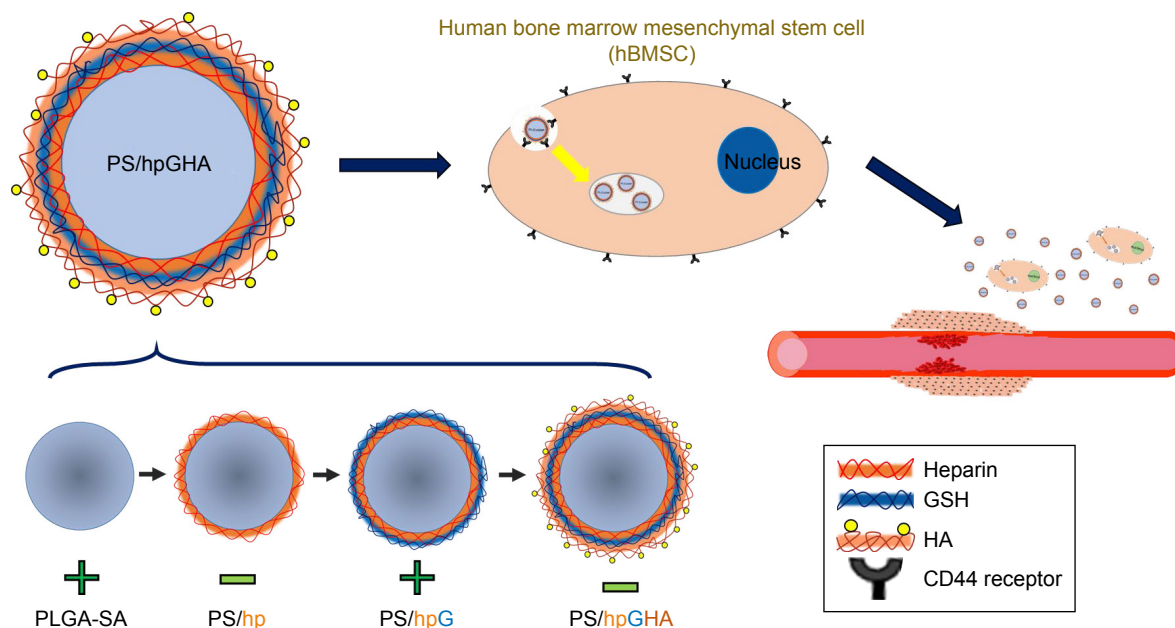 Human bone marrow mesenchymal stem cell
(hBMSC)
PS/hpGHA
Nucleus
Heparin
GSH
HA
CD44 receptor
PLGA-SA
PS/hp
PS/hpG
PS/hpGHA